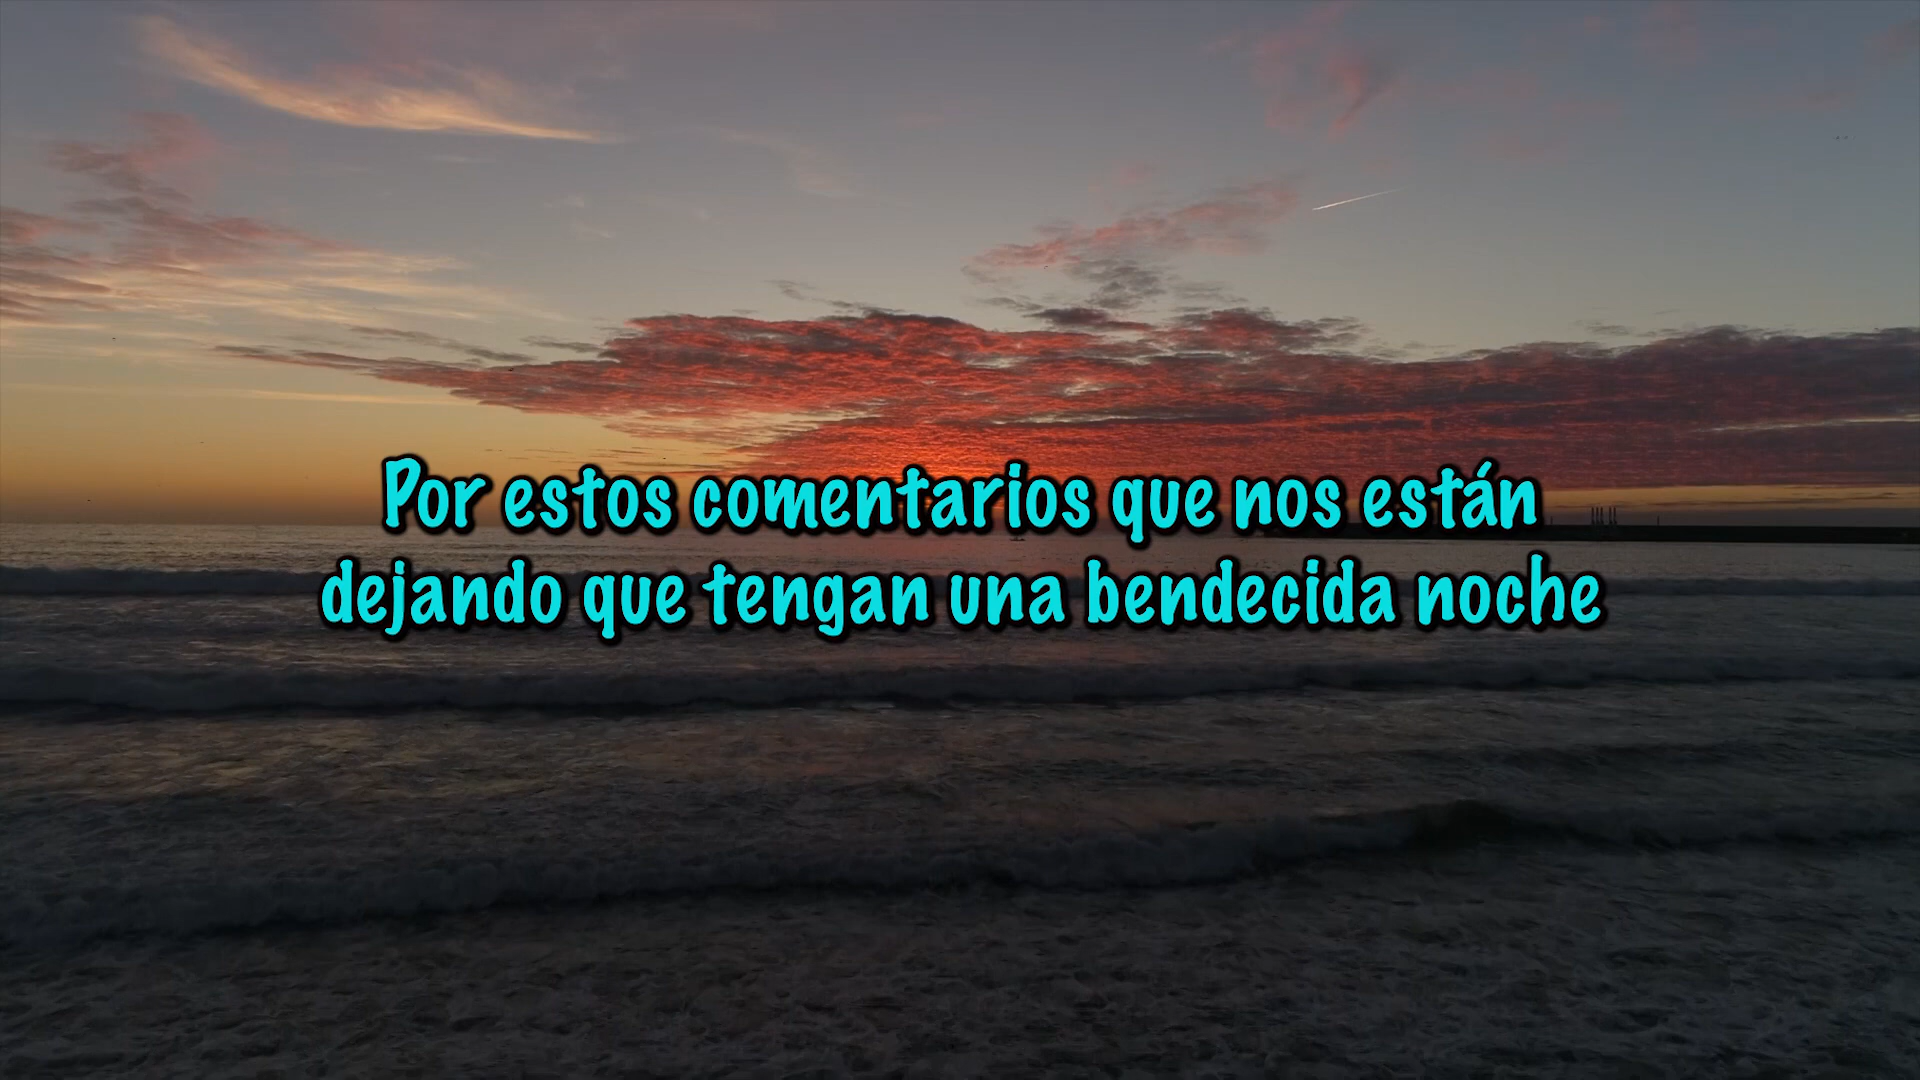 Por estos comentarios que nos están
dejando que tengan una bendecida noche